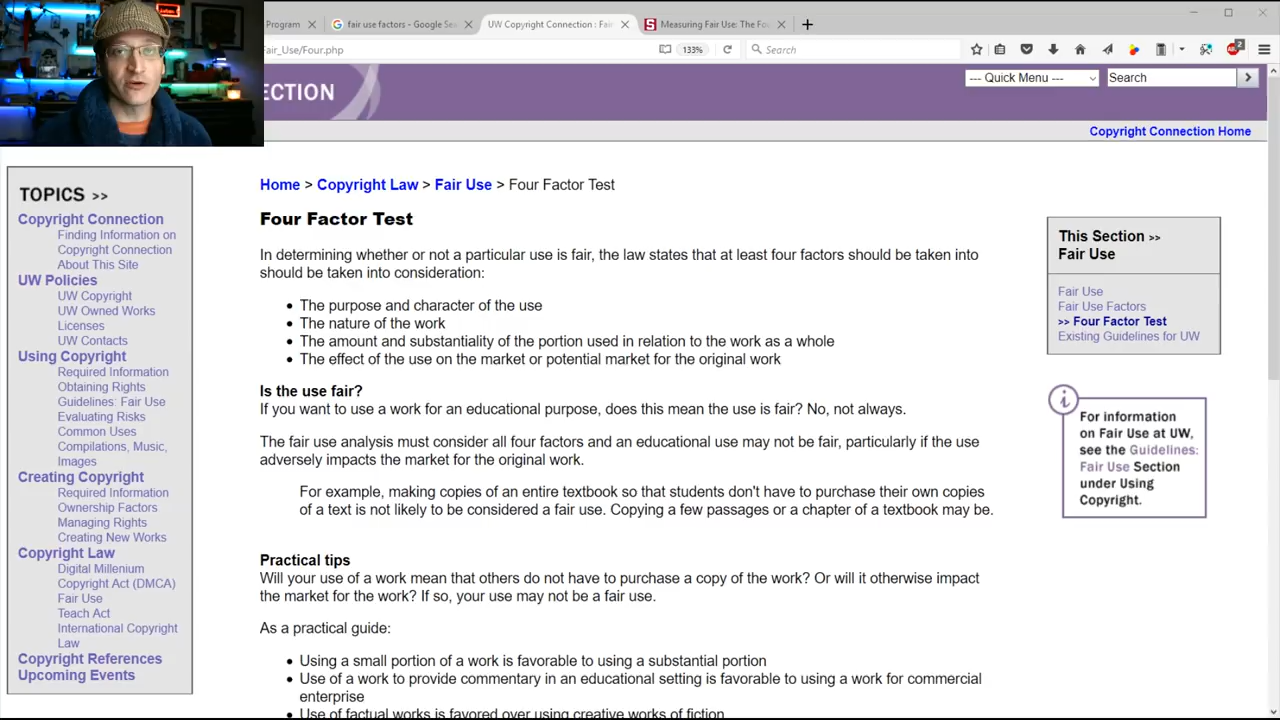 Program
fair use factors - Google Sea
UW Copyright Connection : Fair
Measuring Fair Use: The Fou
air_Use/Four.php
133%
Search
2
ECTION
--- Quick Menu ---
Search
Copyright Connection Home
TOPICS >>
Copyright Connection
Finding Information on
Copyright Connection
About This Site
UW Policies
UW Copyright
UW Owned Works
Licenses
UW Contacts
Using Copyright
Required Information
Obtaining Rights
Guidelines: Fair Use
Evaluating Risks
Common Uses
Compilations, Music,
Images
Creating Copyright
Required Information
Ownership Factors
Managing Rights
Creating New Works
Copyright Law
Digital Millenium
Copyright Act (DMCA)
Fair Use
Teach Act
International Copyright
Law
Copyright References
Upcoming Events
Home > Copyright Law > Fair Use > Four Factor Test
Four Factor Test
In determining whether or not a particular use is fair, the law states that at least four factors should be taken into
should be taken into consideration:
• The purpose and character of the use
• The nature of the work
• The amount and substantiality of the portion used in relation to the work as a whole
• The effect of the use on the market or potential market for the original work
Is the use fair?
If you want to use a work for an educational purpose, does this mean the use is fair? No, not always.
The fair use analysis must consider all four factors and an educational use may not be fair, particularly if the use
adversely impacts the market for the original work.
For example, making copies of an entire textbook so that students don't have to purchase their own copies
of a text is not likely to be considered a fair use. Copying a few passages or a chapter of a textbook may be.
Practical tips
Will your use of a work mean that others do not have to purchase a copy of the work? Or will it otherwise impact
the market for the work? If so, your use may not be a fair use.
As a practical guide:
• Using a small portion of a work is favorable to using a substantial portion
• Use of a work to provide commentary in an educational setting is favorable to using a work for commercial
enterprise
• Use of factual works is favored over using creative works of fiction
This Section >>
Fair Use
Fair Use
Fair Use Factors
>> Four Factor Test
Existing Guidelines for UW
i
For information
on Fair Use at UW,
see the Guidelines:
Fair Use Section
under Using
Copyright.